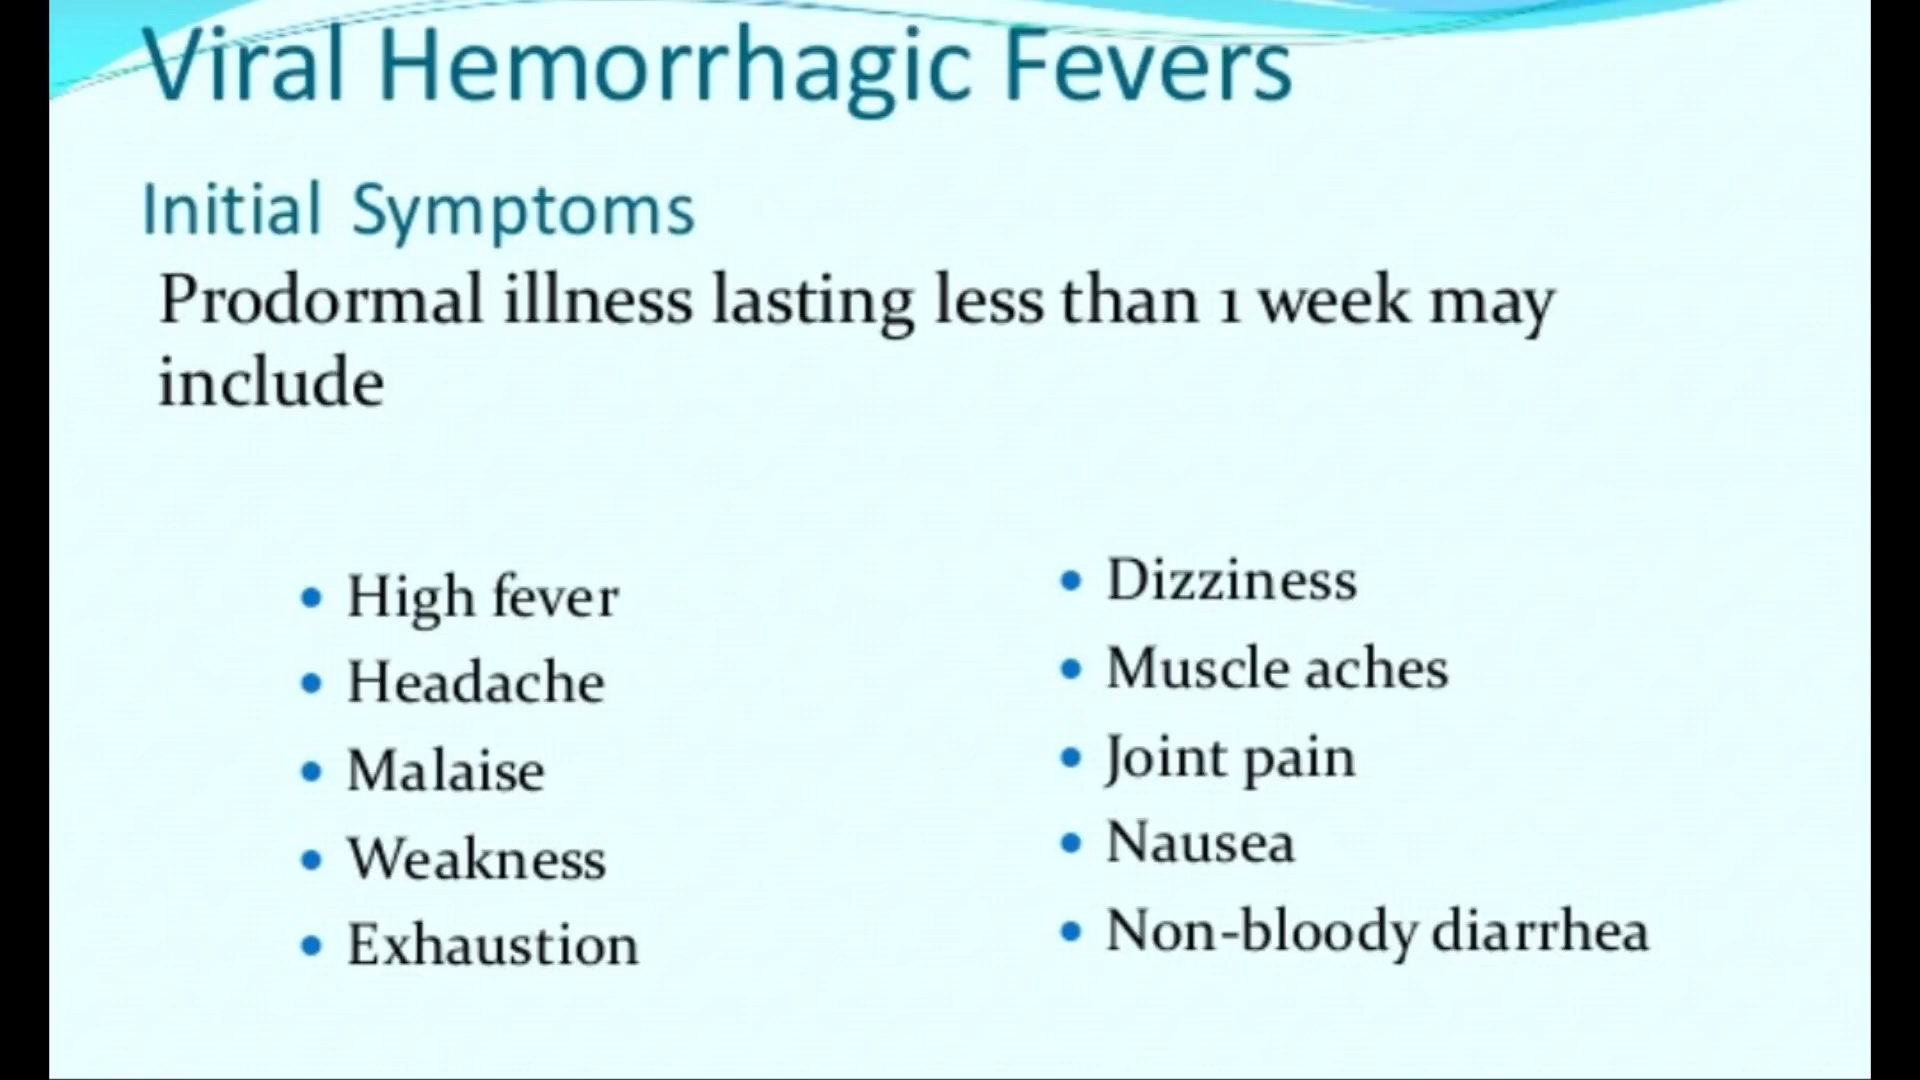 Viral Hemorrhagic Fevers
Initial Symptoms
Prodormal illness lasting less than 1 week may
include
• High fever
• Headache
• Malaise
• Weakness
• Exhaustion
• Dizziness
• Muscle aches
• Joint pain
• Nausea
• Non-bloody diarrhea